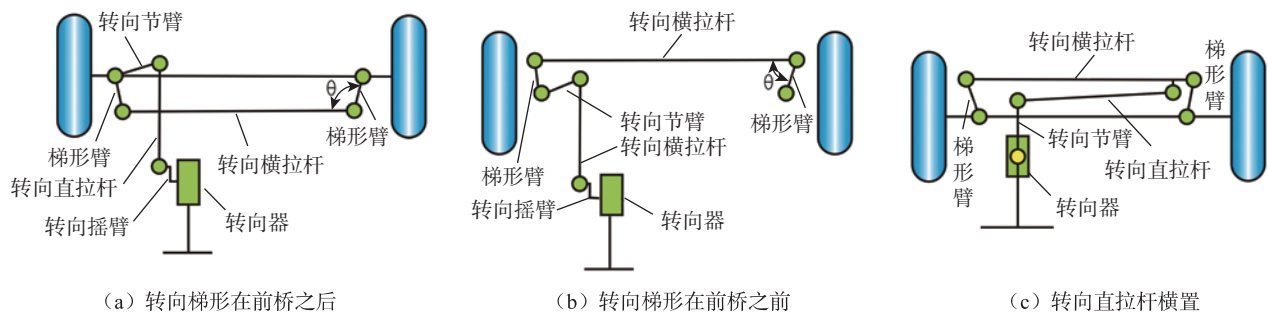 转向节臂
θ
梯形臂
梯形臂
转向横拉杆
转向直拉杆
转向摇臂
转向器
（a）转向梯形在前桥之后
转向横拉杆
θ
转向节臂
梯形臂
转向横拉杆
梯形臂
转向摇臂
转向器
（b）转向梯形在前桥之前
转向横拉杆
梯形臂
转向节臂
梯形臂
转向直拉杆
转向器
（c）转向直拉杆横置